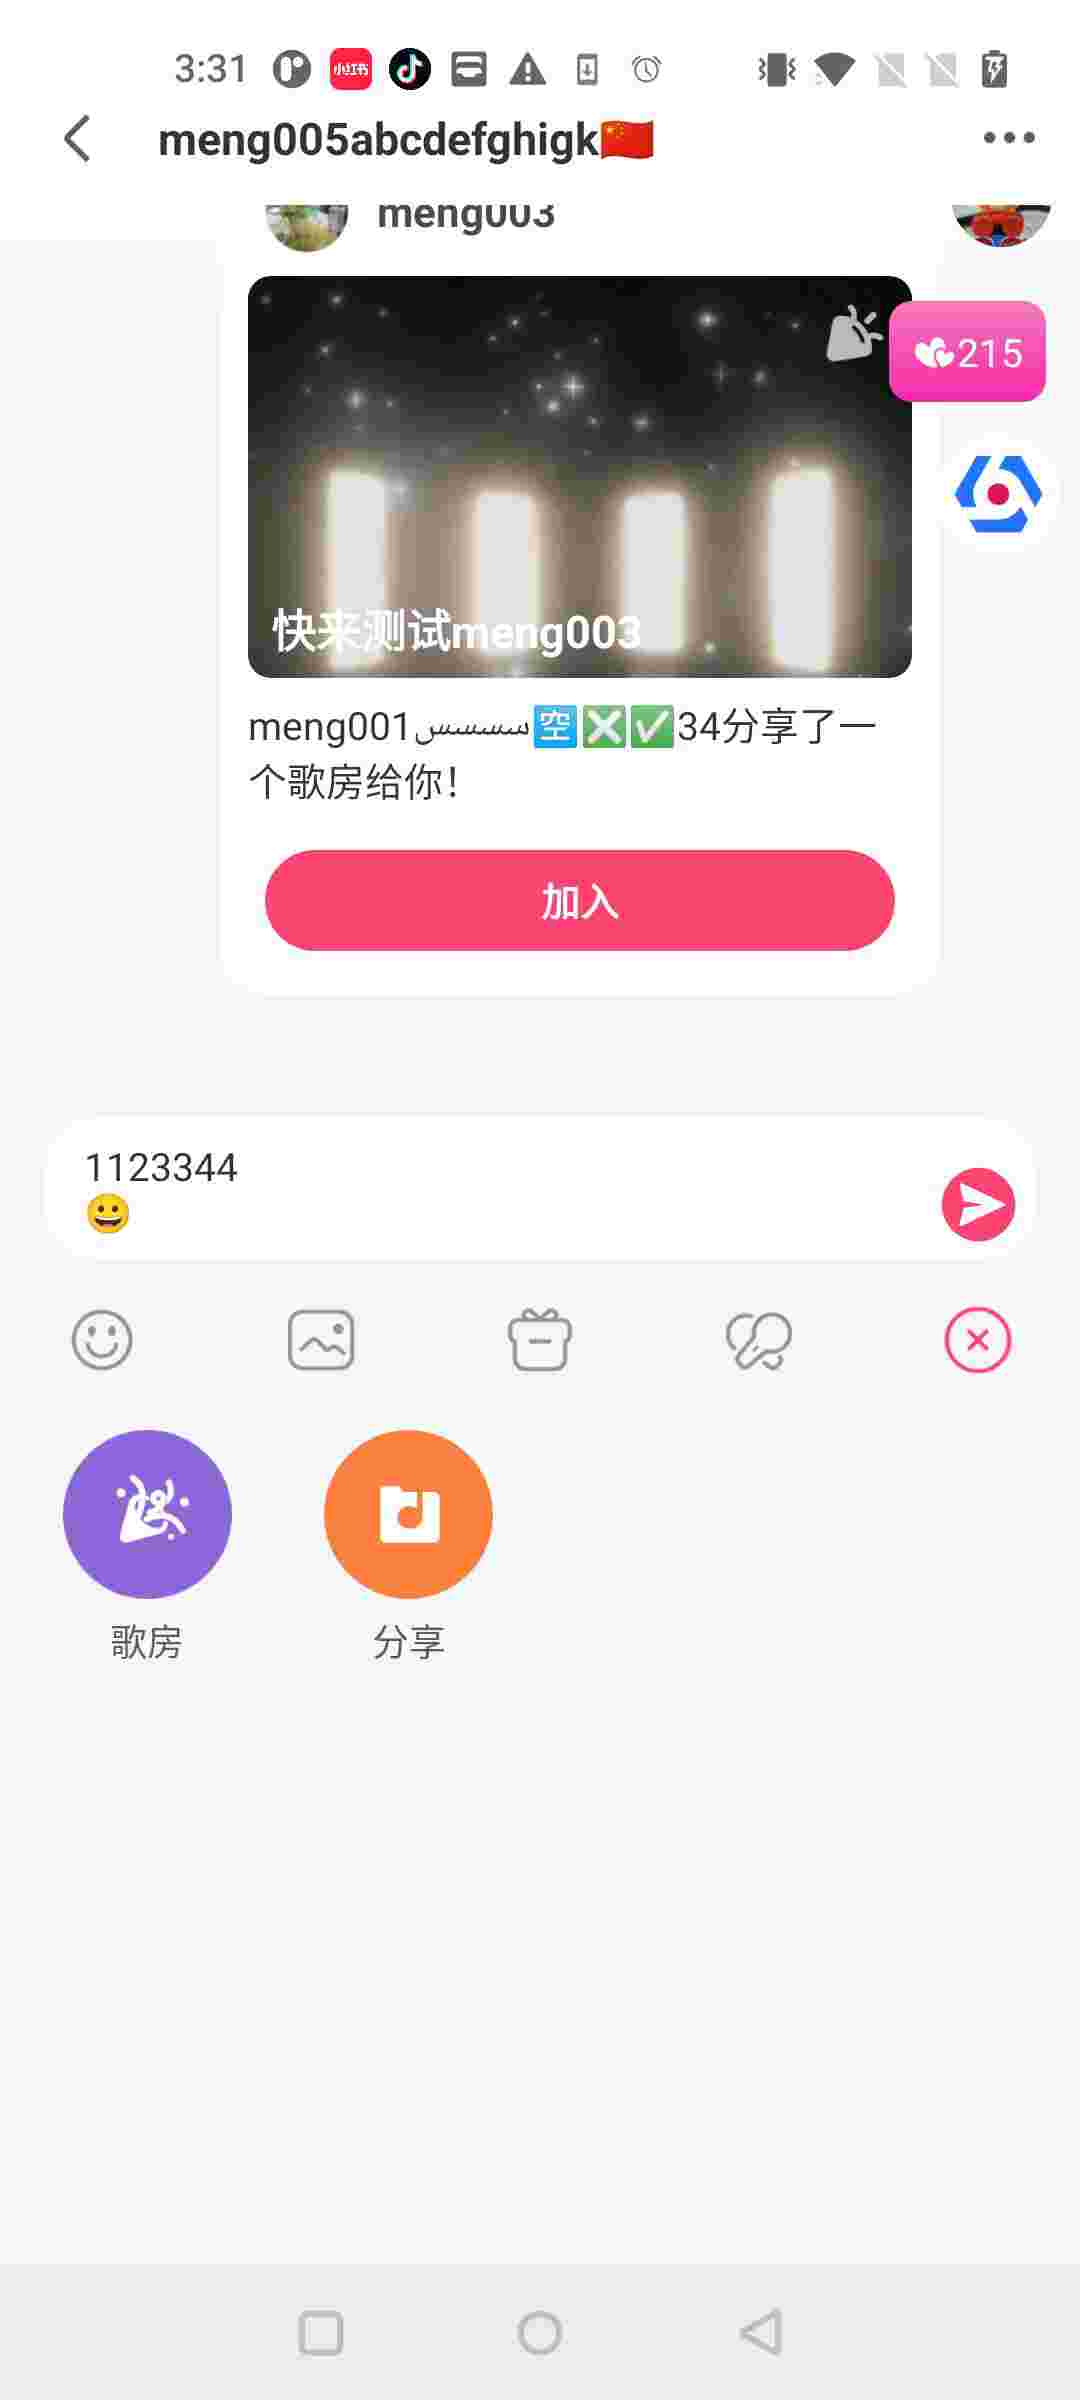 3:31
小红书
meng005abcdefghigk🇨🇳
meng003
215
快来测试meng003
meng001سسسس🈳❎✅34分享了一
个歌房给你!
加入
1123344
😀
歌房
分享